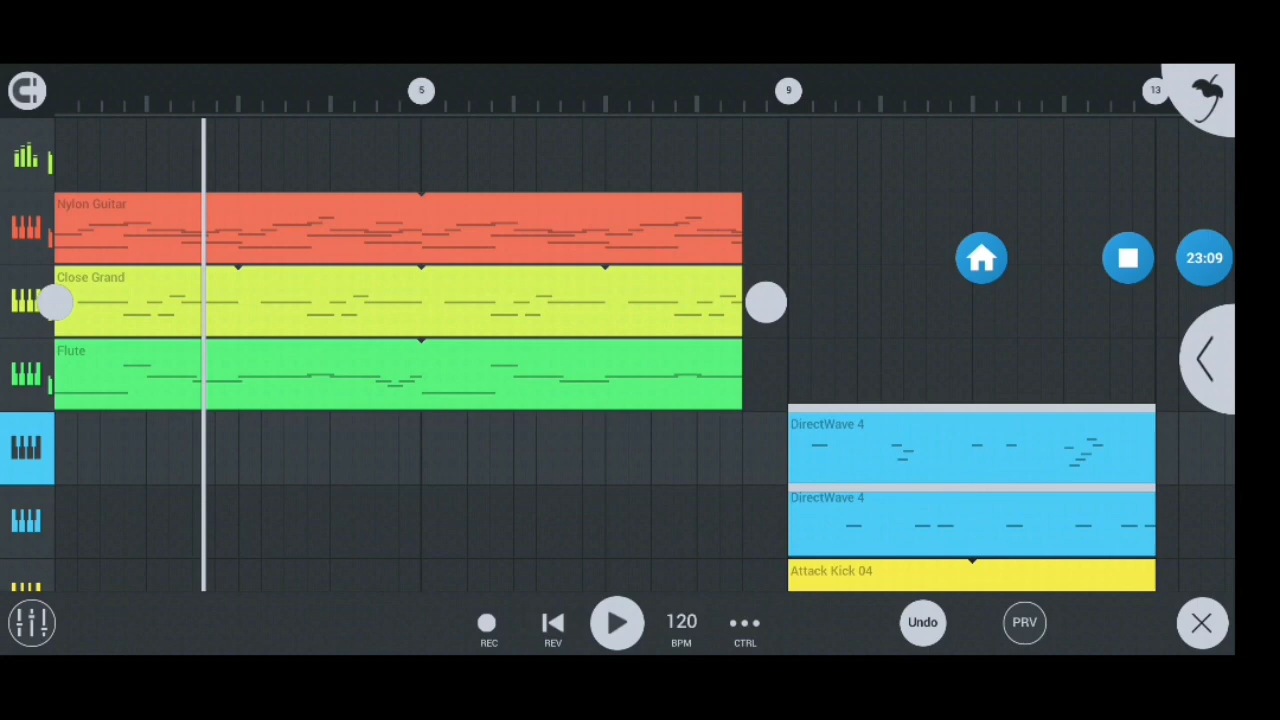 5
9
13
Nylon Guitar
Close Grand
23:09
Flute
DirectWave 4
DirectWave 4
Attack Kick 04
REC
REV
120
BPM
CTRL
Undo
PRV